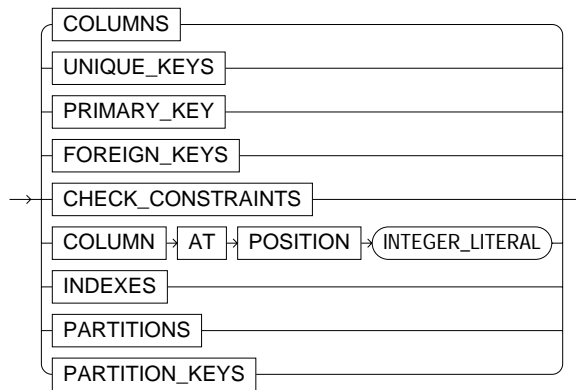 COLUMNS
UNIQUE_KEYS
PRIMARY_KEY
FOREIGN_KEYS
CHECK_CONSTRAINTS
COLUMN AT POSITION INTEGER_LITERAL
INDEXES
PARTITIONS
PARTITION_KEYS